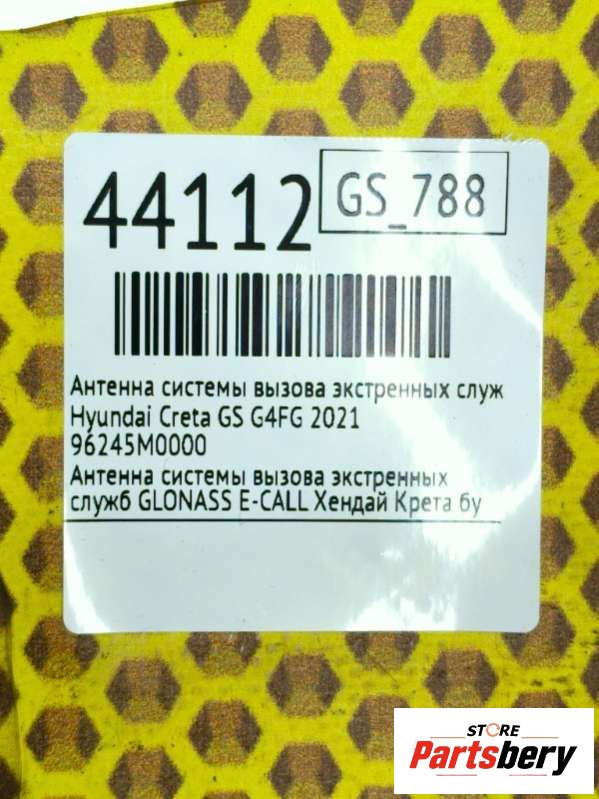 44112
GS_788
Антенна системы вызова экстренных служ
Hyundai Creta GS G4FG 2021
96245M0000
Антенна системы вызова экстренных
служб GLONASS E-CALL Хендай Крета бу
STORE
Partsbery